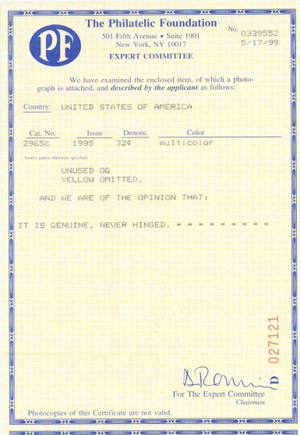 The Philatelic Foundation
501 Fifth Avenue • Suite 1901
New York, NY 10017
EXPERT COMMITTEE
No. 0339552
5/17/99
PF
We have examined the enclosed item, of which a photo-
graph is attached, and described by the applicant as follows:
Country: UNITED STATES OF AMERICA
Cat. No. Issue Denom. Color
2965c 1995 32¢ multicolor
Scott's unless otherwise specified.
UNUSED OG
YELLOW OMITTED.
AND WE ARE OF THE OPINION THAT:
IT IS GENUINE, NEVER HINGED. * * * * * * * * *
D 027121
For The Expert Committee
Chairman
Photocopies of this Certificate are not valid.